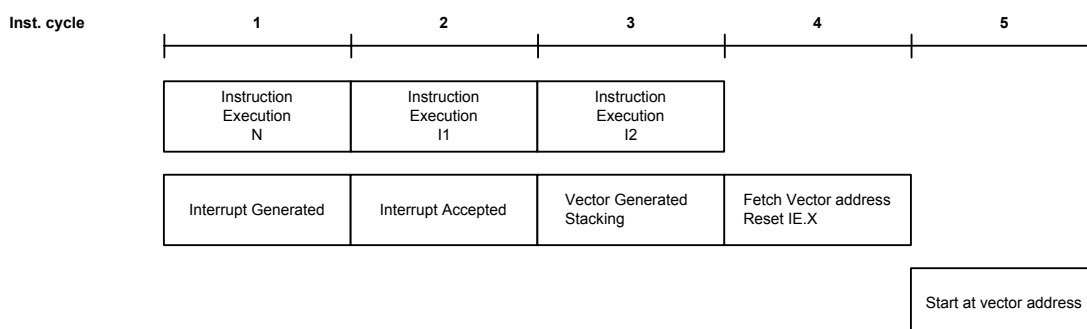 Inst. cycle 1 2 3 4 5
Instruction
Execution
N
Instruction
Execution
I1
Instruction
Execution
I2
Interrupt Generated
Interrupt Accepted
Vector Generated
Stacking
Fetch Vector address
Reset IE.X
Start at vector address